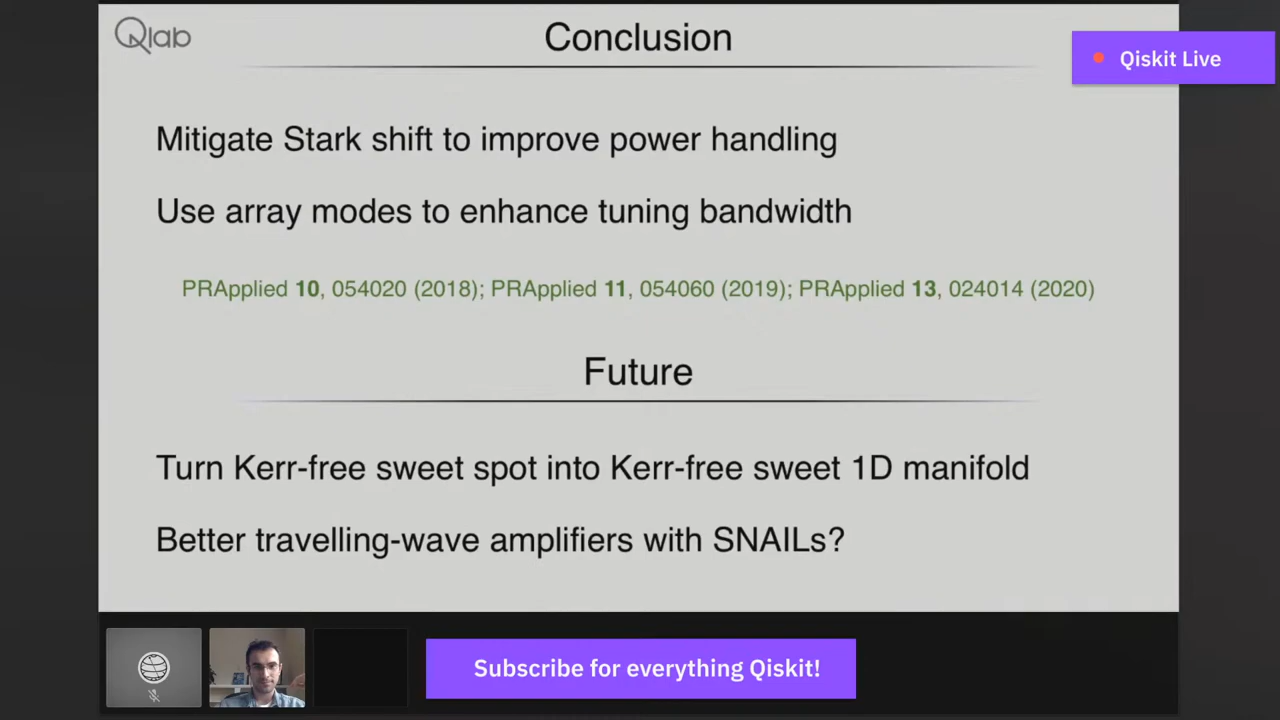 Qlab
Conclusion
Qiskit Live
Mitigate Stark shift to improve power handling
Use array modes to enhance tuning bandwidth
PRApplied 10, 054020 (2018); PRApplied 11, 054060 (2019); PRApplied 13, 024014 (2020)
Future
Turn Kerr-free sweet spot into Kerr-free sweet 1D manifold
Better travelling-wave amplifiers with SNAILs?
Subscribe for everything Qiskit!